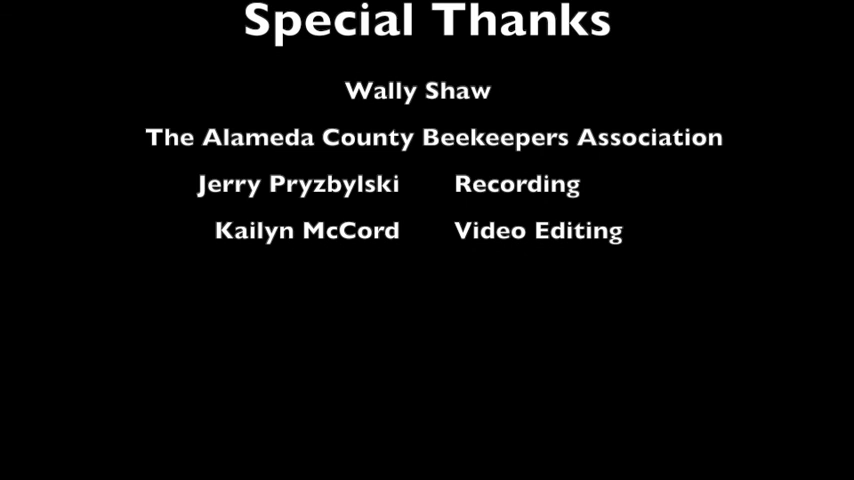 Special Thanks
Wally Shaw
The Alameda County Beekeepers Association
Jerry Pryzbylski Recording
Kailyn McCord Video Editing